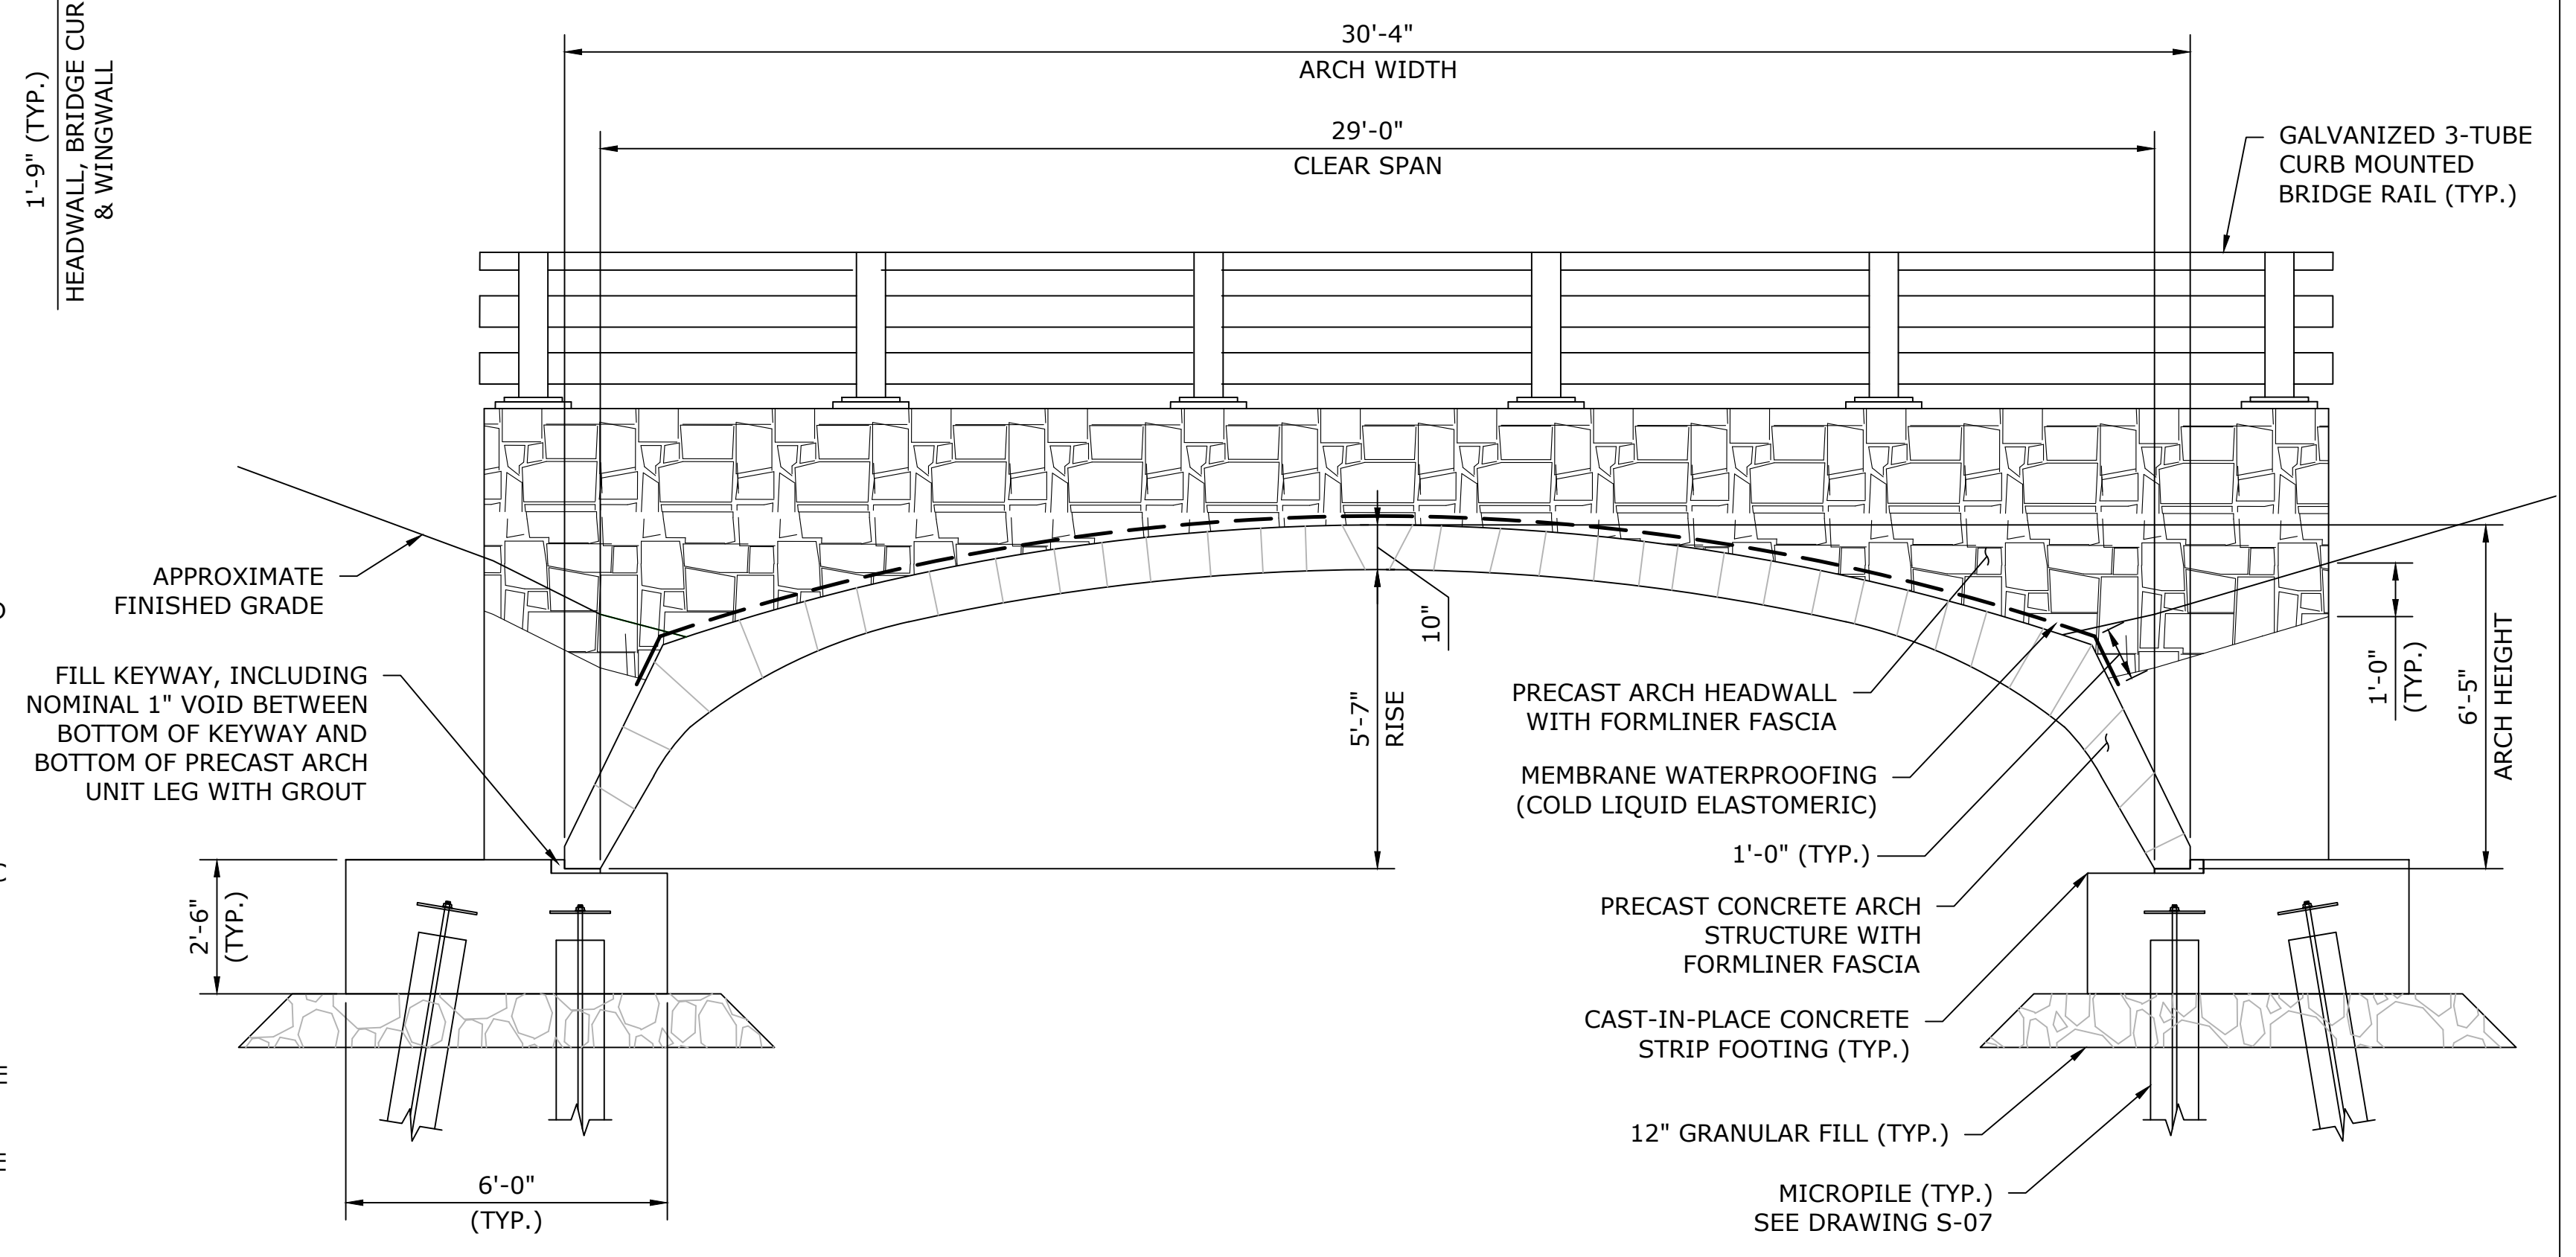 1'-9" (TYP.)
HEADWALL, BRIDGE CUR
& WINGWALL
30'-4"
ARCH WIDTH
29'-0"
CLEAR SPAN
GALVANIZED 3-TUBE
CURB MOUNTED
BRIDGE RAIL (TYP.)
APPROXIMATE
FINISHED GRADE
FILL KEYWAY, INCLUDING
NOMINAL 1" VOID BETWEEN
BOTTOM OF KEYWAY AND
BOTTOM OF PRECAST ARCH
UNIT LEG WITH GROUT
2'-6"
(TYP.)
6'-0"
(TYP.)
5'-7"
RISE
10"
PRECAST ARCH HEADWALL
WITH FORMLINER FASCIA
MEMBRANE WATERPROOFING
(COLD LIQUID ELASTOMERIC)
1'-0" (TYP.)
PRECAST CONCRETE ARCH
STRUCTURE WITH
FORMLINER FASCIA
CAST-IN-PLACE CONCRETE
STRIP FOOTING (TYP.)
12" GRANULAR FILL (TYP.)
MICROPILE (TYP.)
SEE DRAWING S-07
1'-0"
(TYP.)
6'-5"
ARCH HEIGHT